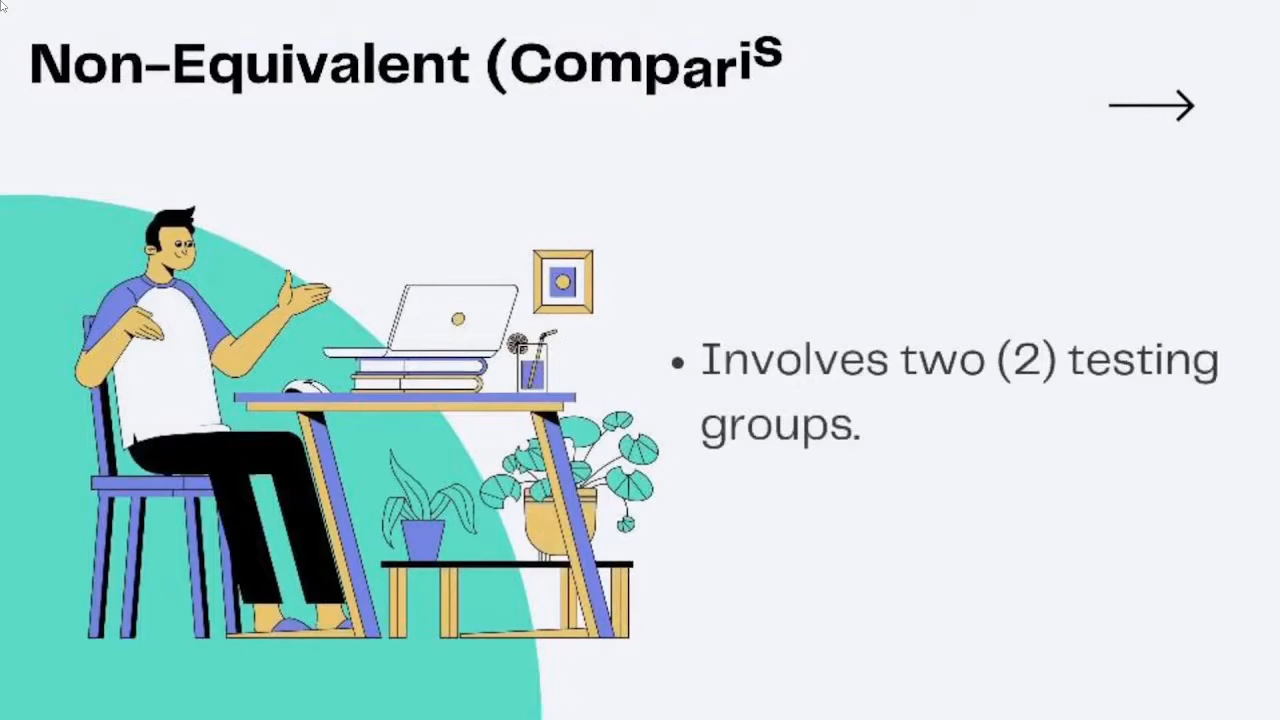 Non-Equivalent (Comparis
• Involves two (2) testing
groups.